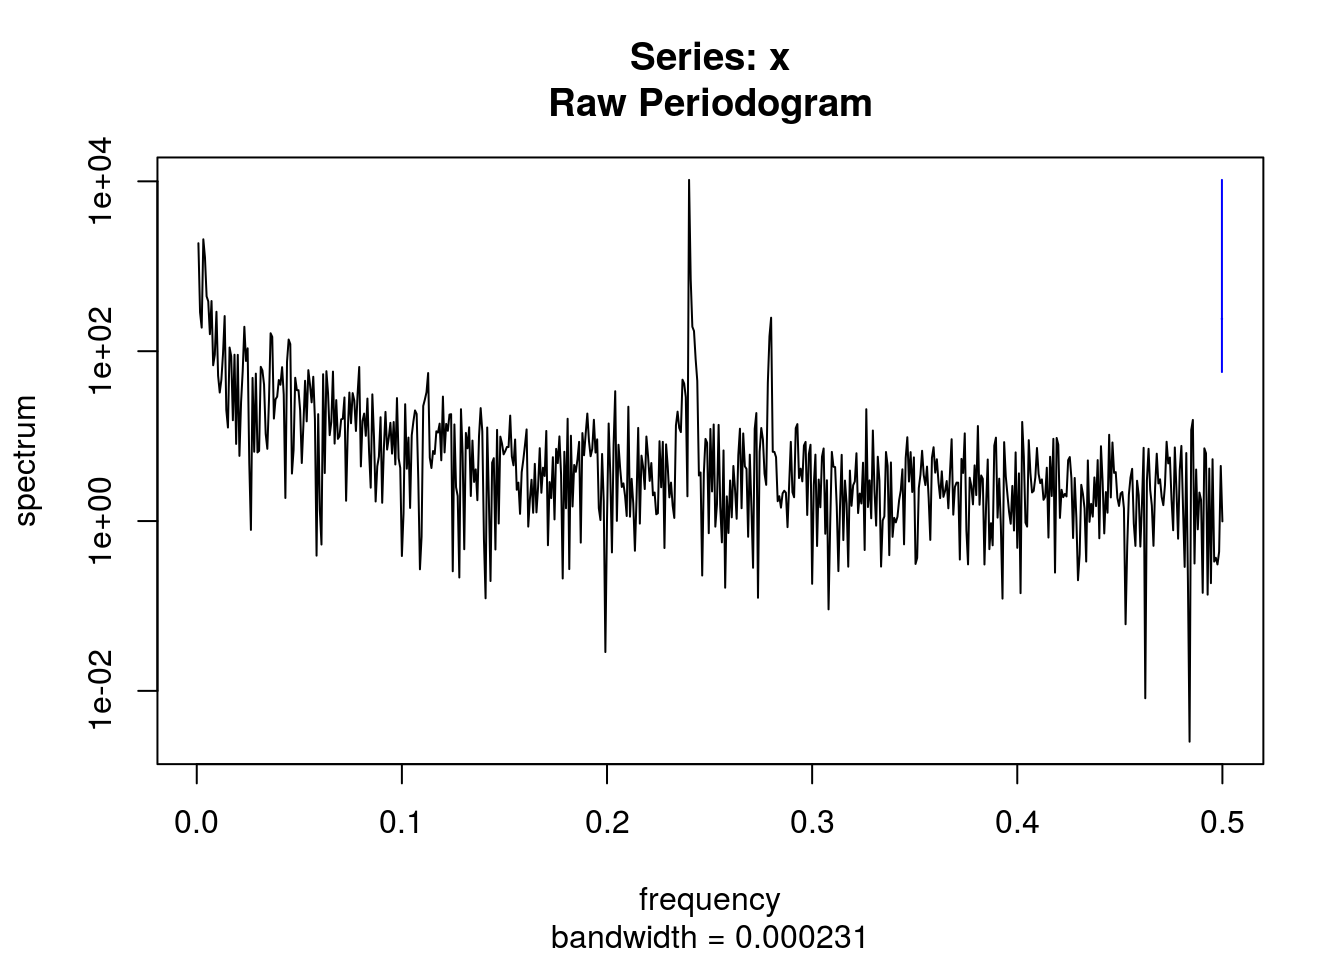 Series: x
Raw Periodogram
spectrum
1e+04
1e+02
1e+00
1e-02
0.0 0.1 0.2 0.3 0.4 0.5
frequency
bandwidth = 0.000231